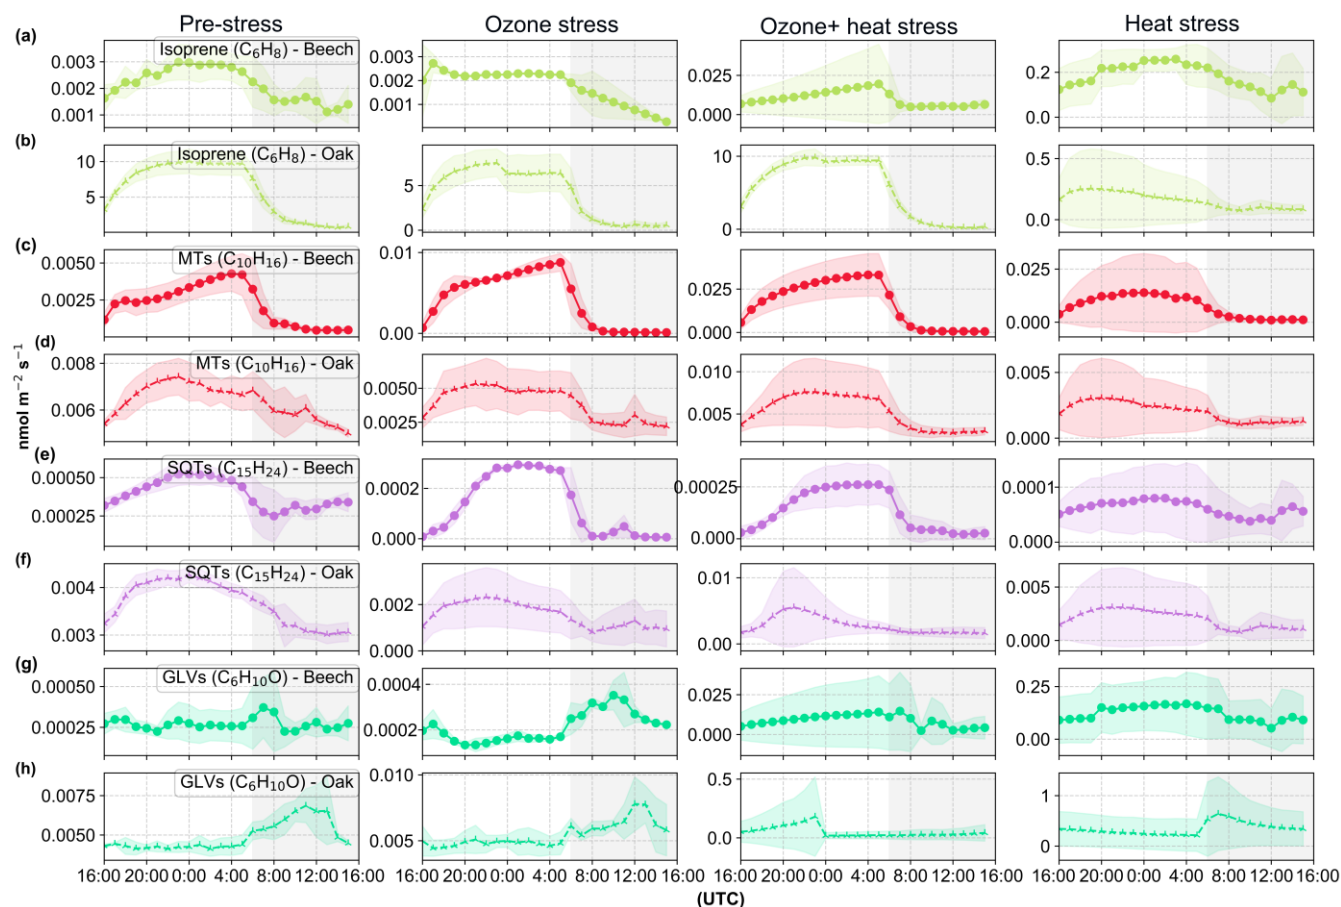 Pre-stress Ozone stress Ozone+ heat stress Heat stress
(a) Isoprene (C₆H₈) - Beech
0.003 0.003 0.025 0.2
0.002 0.002
0.001 0.001 0.000 0.0
(b) Isoprene (C₆H₈) - Oak
10 5 10 0.5
5 0 0 0.0
(c) MTs (C₁₀H₁₆) - Beech
0.0050 0.01 0.025 0.025
0.0025 0.00 0.000 0.000
(d) MTs (C₁₀H₁₆) - Oak
0.008 0.0050 0.010 0.005
0.006 0.0025 0.005 0.000
nmol m⁻² s⁻¹
(e) SQTs (C₁₅H₂₄) - Beech
0.00050 0.0002 0.00025 0.0001
0.00025 0.000 0.000 0.000
(f) SQTs (C₁₅H₂₄) - Oak
0.004 0.002 0.01 0.005
0.003 0.000 0.00 0.000
(g) GLVs (C₆H₁₀O) - Beech
0.00050 0.0004 0.025 0.25
0.00025 0.0002 0.000 0.00
(h) GLVs (C₆H₁₀O) - Oak
0.0075 0.010 0.5 1
0.0050 0.005 0.0 0
16:00 20:00 0:00 4:00 8:00 12:00 16:00 20:00 0:00 4:00 8:00 12:00 16:00 20:00 0:00 4:00 8:00 12:00 16:00 20:00 0:00 4:00 8:00 12:00 16:00
(UTC)